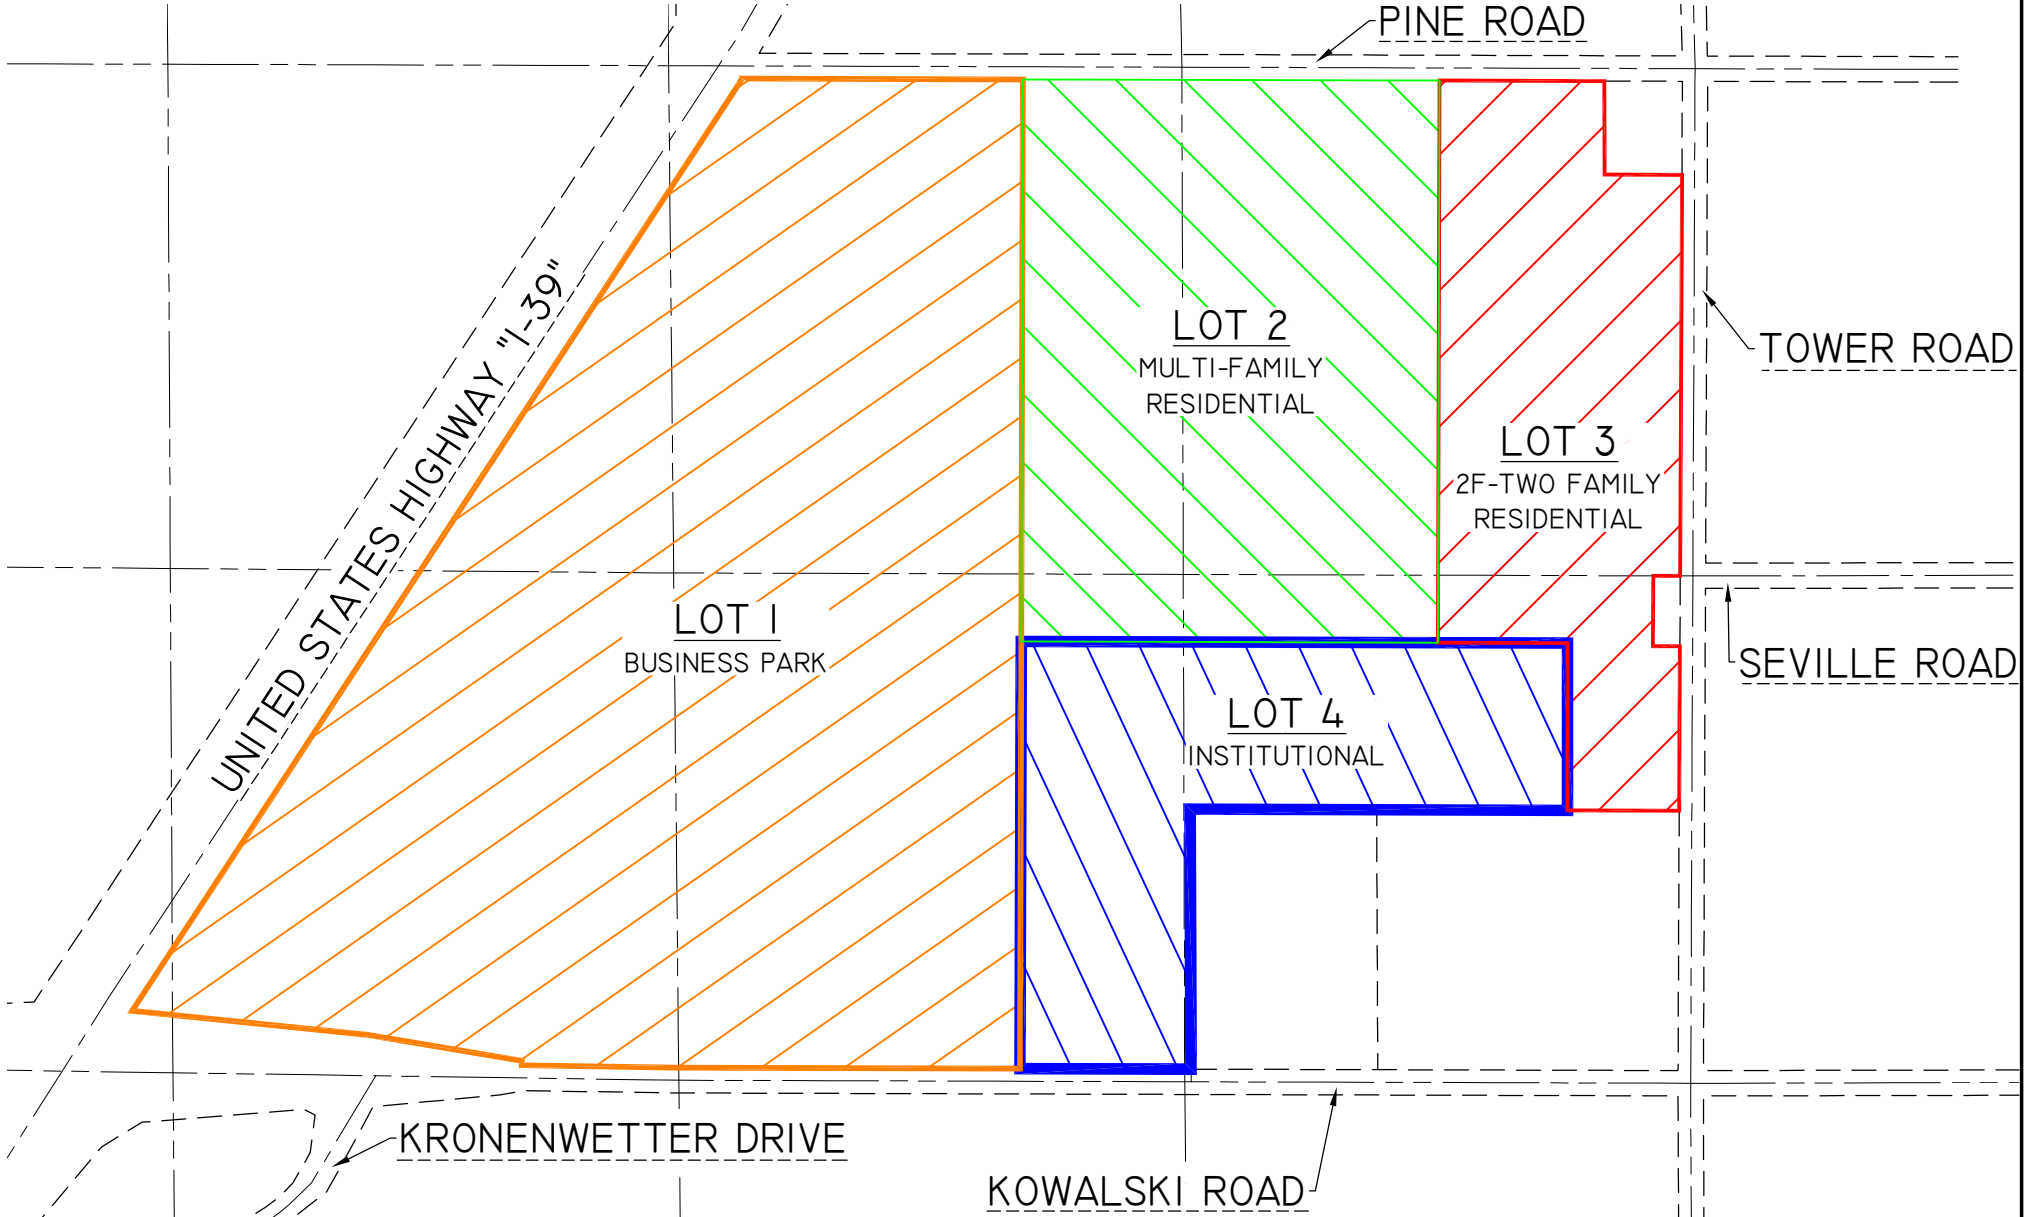 PINE ROAD
UNITED STATES HIGHWAY "I-39"
LOT 2
MULTI-FAMILY
RESIDENTIAL
TOWER ROAD
LOT 3
2F-TWO FAMILY
RESIDENTIAL
LOT 1
BUSINESS PARK
SEVILLE ROAD
LOT 4
INSTITUTIONAL
KRONENWETTER DRIVE
KOWALSKI ROAD